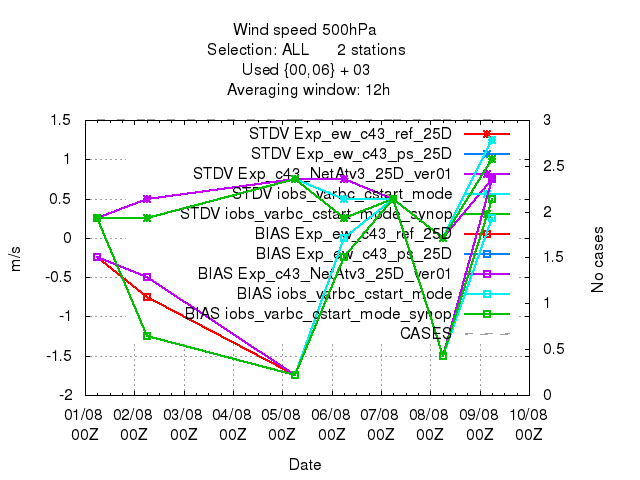 Wind speed 500hPa
Selection: ALL 2 stations
Used {00,06} + 03
Averaging window: 12h
1.5
1
0.5
0
-0.5
-1
-1.5
-2
m/s
3
2.5
2
1.5
1
0.5
0
No cases
STDV Exp_ew_c43_ref_25D
STDV Exp_ew_c43_ps_25D
STDV Exp_c43_NetAtv3_25D_ver01
STDV iobs_varbc_cstart_mode
STDV iobs_varbc_cstart_mode_synop
BIAS Exp_ew_c43_ref_25D
BIAS Exp_ew_c43_ps_25D
BIAS Exp_c43_NetAtv3_25D_ver01
BIAS iobs_varbc_cstart_mode
BIAS iobs_varbc_cstart_mode_synop
CASES
01/08 02/08 03/08 04/08 05/08 06/08 07/08 08/08 09/08 10/08
00Z 00Z 00Z 00Z 00Z 00Z 00Z 00Z 00Z 00Z
Date